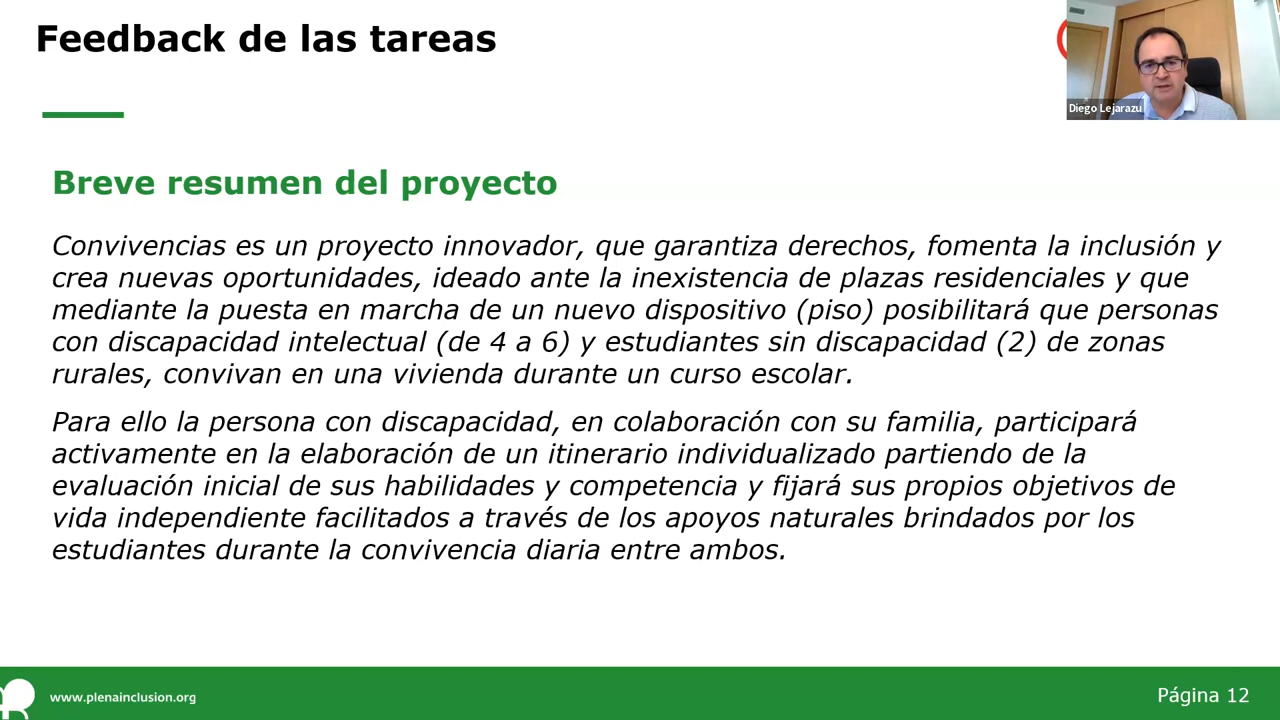 Feedback de las tareas
Diego Lejarazu
Breve resumen del proyecto
Convivencias es un proyecto innovador, que garantiza derechos, fomenta la inclusión y
crea nuevas oportunidades, ideado ante la inexistencia de plazas residenciales y que
mediante la puesta en marcha de un nuevo dispositivo (piso) posibilitará que personas
con discapacidad intelectual (de 4 a 6) y estudiantes sin discapacidad (2) de zonas
rurales, convivan en una vivienda durante un curso escolar.
Para ello la persona con discapacidad, en colaboración con su familia, participará
activamente en la elaboración de un itinerario individualizado partiendo de la
evaluación inicial de sus habilidades y competencia y fijará sus propios objetivos de
vida independiente facilitados a través de los apoyos naturales brindados por los
estudiantes durante la convivencia diaria entre ambos.
www.plenainclusion.org
Página 12